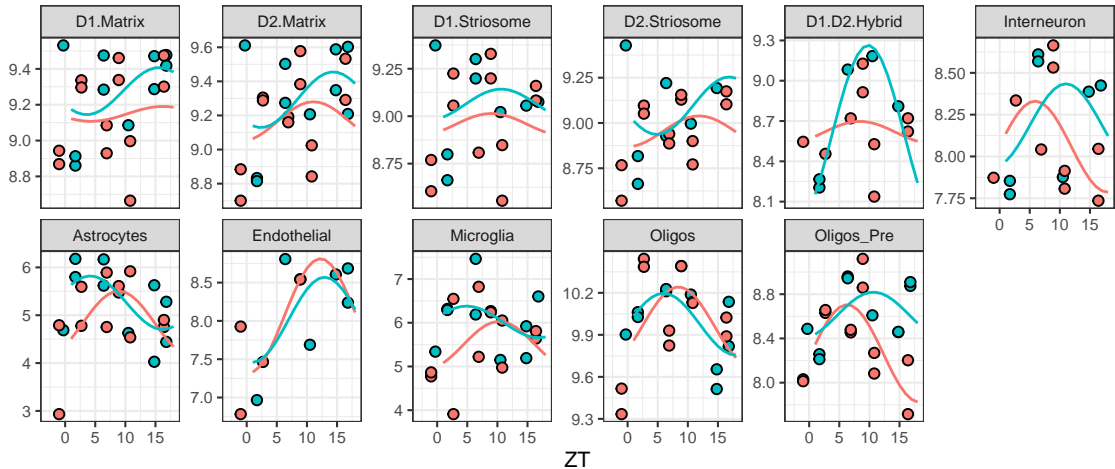 D1.Matrix D2.Matrix D1.Striosome D2.Striosome D1.D2.Hybrid Interneuron
9.4 9.2 9.0 8.8
9.6 9.4 9.2 9.0 8.8
9.25 9.00 8.75
9.25 9.00 8.75
9.3 9.0 8.7 8.4 8.1
8.50 8.25 8.00 7.75
0 5 10 15
Astrocytes Endothelial Microglia Oligos Oligos_Pre
6 5 4 3
8.5 8.0 7.5 7.0
7 6 5 4
10.2 9.9 9.6 9.3
8.8 8.4 8.0
0 5 10 15 0 5 10 15 0 5 10 15 0 5 10 15 0 5 10 15
ZT